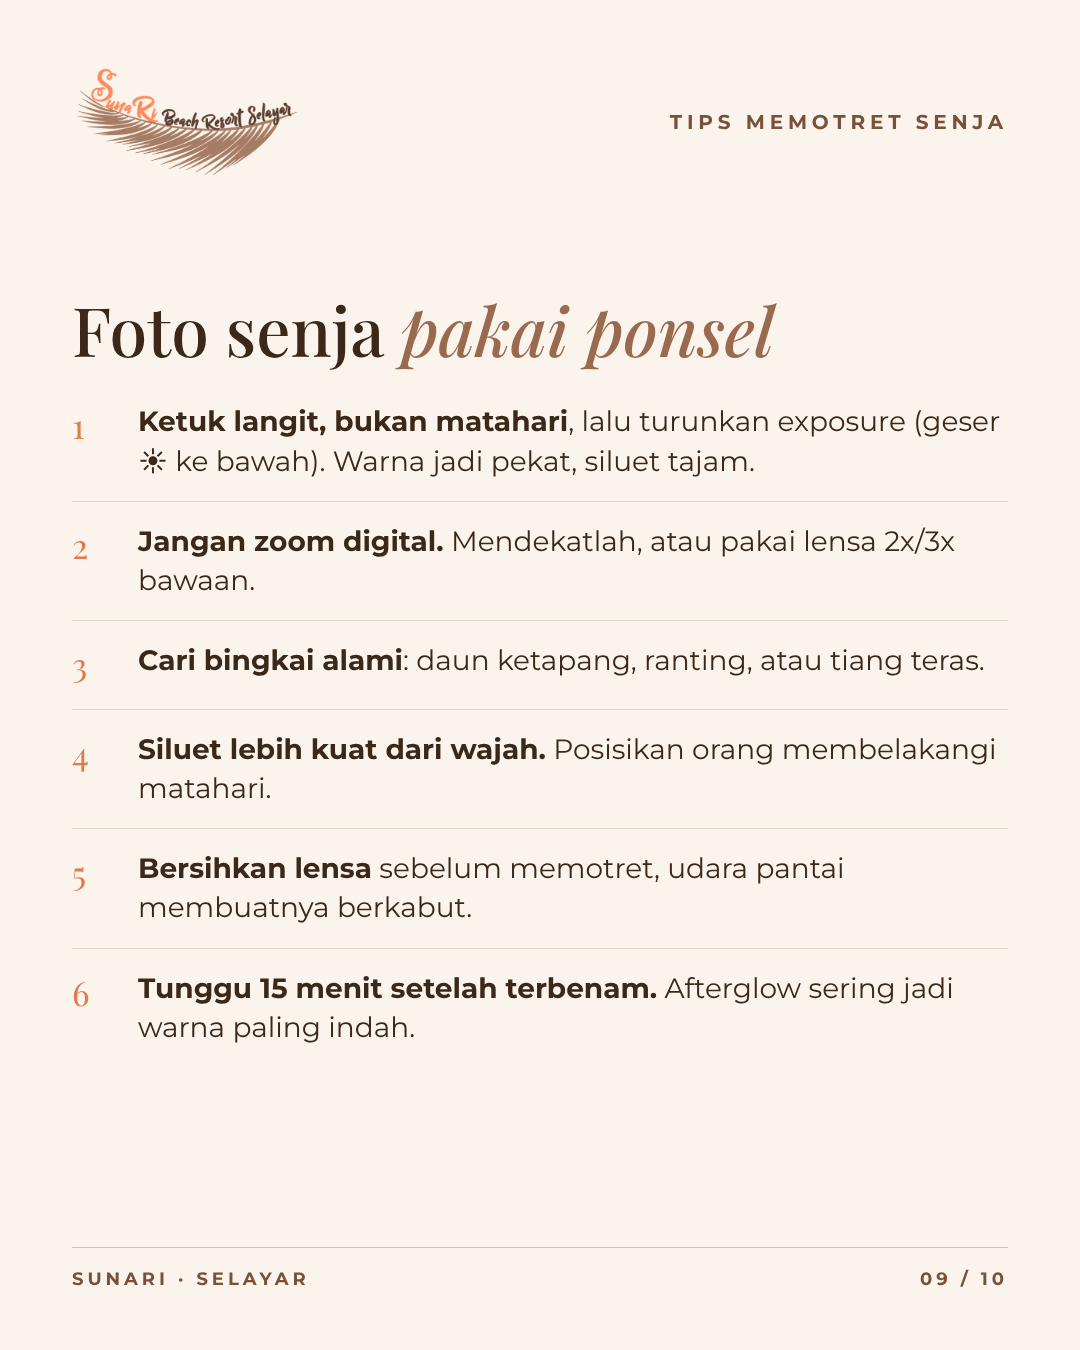 SunaRi Beach Resort Selayar
TIPS MEMOTRET SENJA
Foto senja pakai ponsel
1 Ketuk langit, bukan matahari, lalu turunkan exposure (geser
☀ ke bawah). Warna jadi pekat, siluet tajam.
2 Jangan zoom digital. Mendekatlah, atau pakai lensa 2x/3x
bawaan.
3 Cari bingkai alami: daun ketapang, ranting, atau tiang teras.
4 Siluet lebih kuat dari wajah. Posisikan orang membelakangi
matahari.
5 Bersihkan lensa sebelum memotret, udara pantai
membuatnya berkabut.
6 Tunggu 15 menit setelah terbenam. Afterglow sering jadi
warna paling indah.
SUNARI · SELAYAR
09 / 10